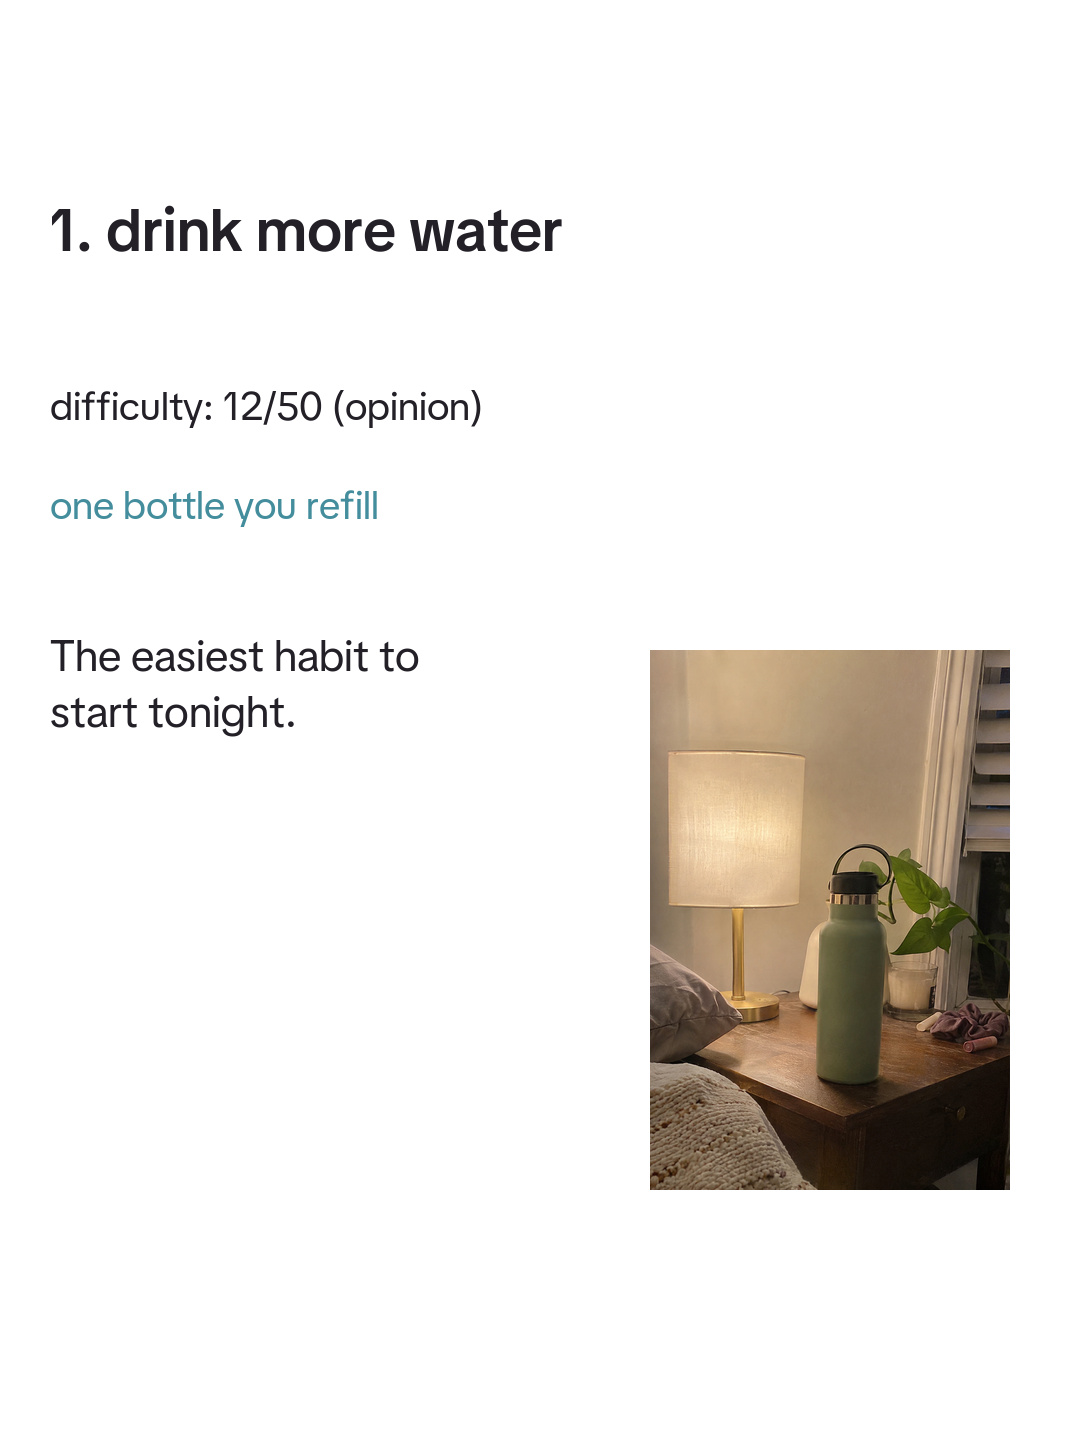 1. drink more water
difficulty: 12/50 (opinion)
one bottle you refill
The easiest habit to
start tonight.